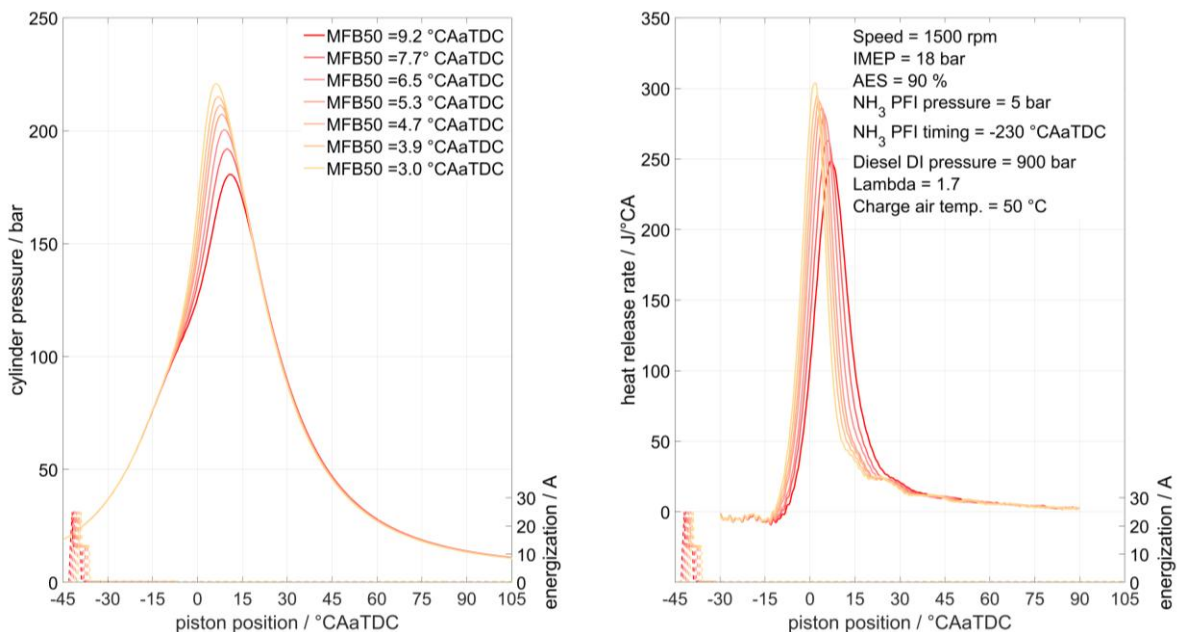 250
200
150
100
50
0
cylinder pressure / bar
MFB50 =9.2 °CAaTDC
MFB50 =7.7° CAaTDC
MFB50 =6.5 °CAaTDC
MFB50 =5.3 °CAaTDC
MFB50 =4.7 °CAaTDC
MFB50 =3.9 °CAaTDC
MFB50 =3.0 °CAaTDC
30
20
10
0
energization / A
-45 -30 -15 0 15 30 45 60 75 90 105
piston position / °CAaTDC
350
300
250
200
150
100
50
0
heat release rate / J/°CA
Speed = 1500 rpm
IMEP = 18 bar
AES = 90 %
NH3 PFI pressure = 5 bar
NH3 PFI timing = -230 °CAaTDC
Diesel DI pressure = 900 bar
Lambda = 1.7
Charge air temp. = 50 °C
30
20
10
0
energization / A
-45 -30 -15 0 15 30 45 60 75 90 105
piston position / °CAaTDC